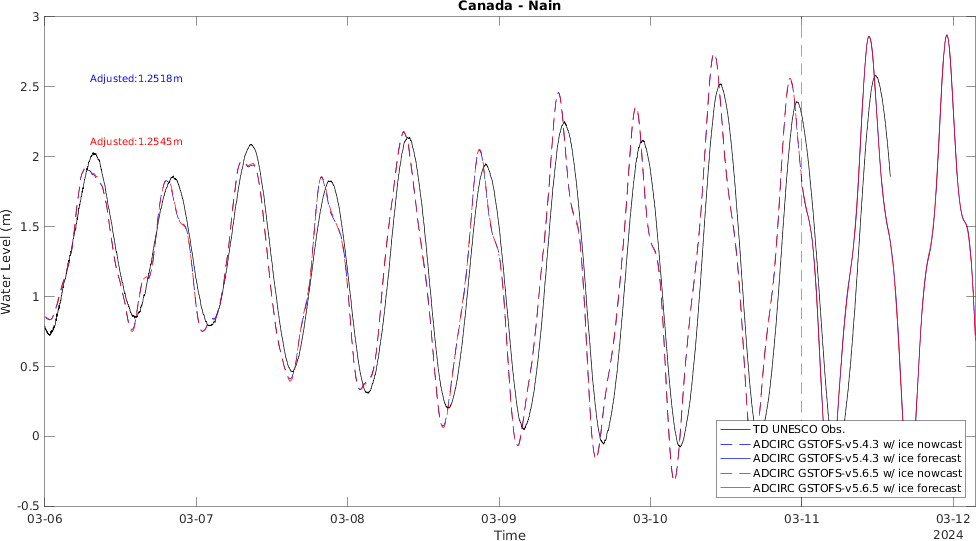 Canada - Nain
3
2.5
2
1.5
1
0.5
0
-0.5
Water Level (m)
Adjusted:1.2518m
Adjusted:1.2545m
TD UNESCO Obs.
ADCIRC GSTOFS-v5.4.3 w/ ice nowcast
ADCIRC GSTOFS-v5.4.3 w/ ice forecast
ADCIRC GSTOFS-v5.6.5 w/ ice nowcast
ADCIRC GSTOFS-v5.6.5 w/ ice forecast
03-06 03-07 03-08 03-09 03-10 03-11 03-12
Time
2024